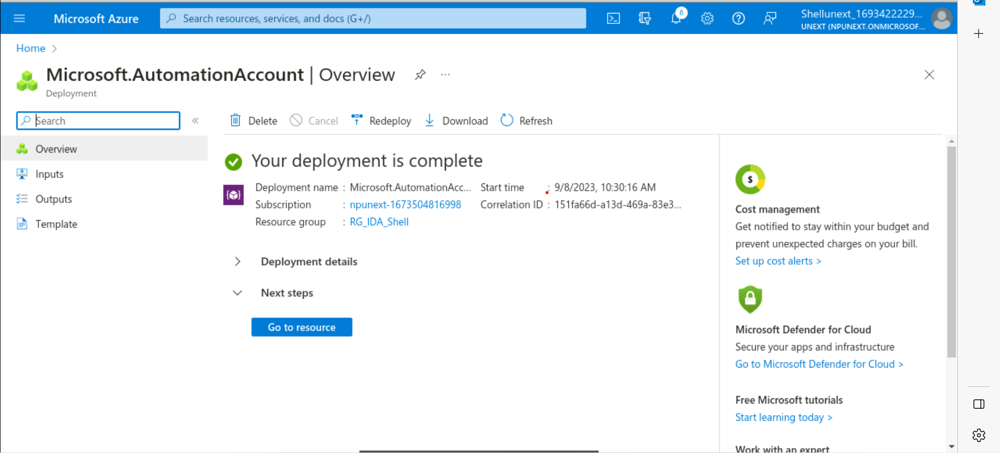 Microsoft Azure
Search resources, services, and docs (G+/)
6
Shellunext_1693422229...
UNEXT (NPUNEXT.ONMICROSOF...
Home >
Microsoft.AutomationAccount | Overview
Deployment
Search
«
Delete
Cancel
Redeploy
Download
Refresh
Overview
Inputs
Outputs
Template
Your deployment is complete
Deployment name : Microsoft.AutomationAcc...
Start time : 9/8/2023, 10:30:16 AM
Subscription : npunext-1673504816998
Correlation ID : 151fa66d-a13d-469a-83e3...
Resource group : RG_IDA_Shell
Deployment details
Next steps
Go to resource
$
Cost management
Get notified to stay within your budget and
prevent unexpected charges on your bill.
Set up cost alerts >
Microsoft Defender for Cloud
Secure your apps and infrastructure
Go to Microsoft Defender for Cloud >
Free Microsoft tutorials
Start learning today >
Work with an expert